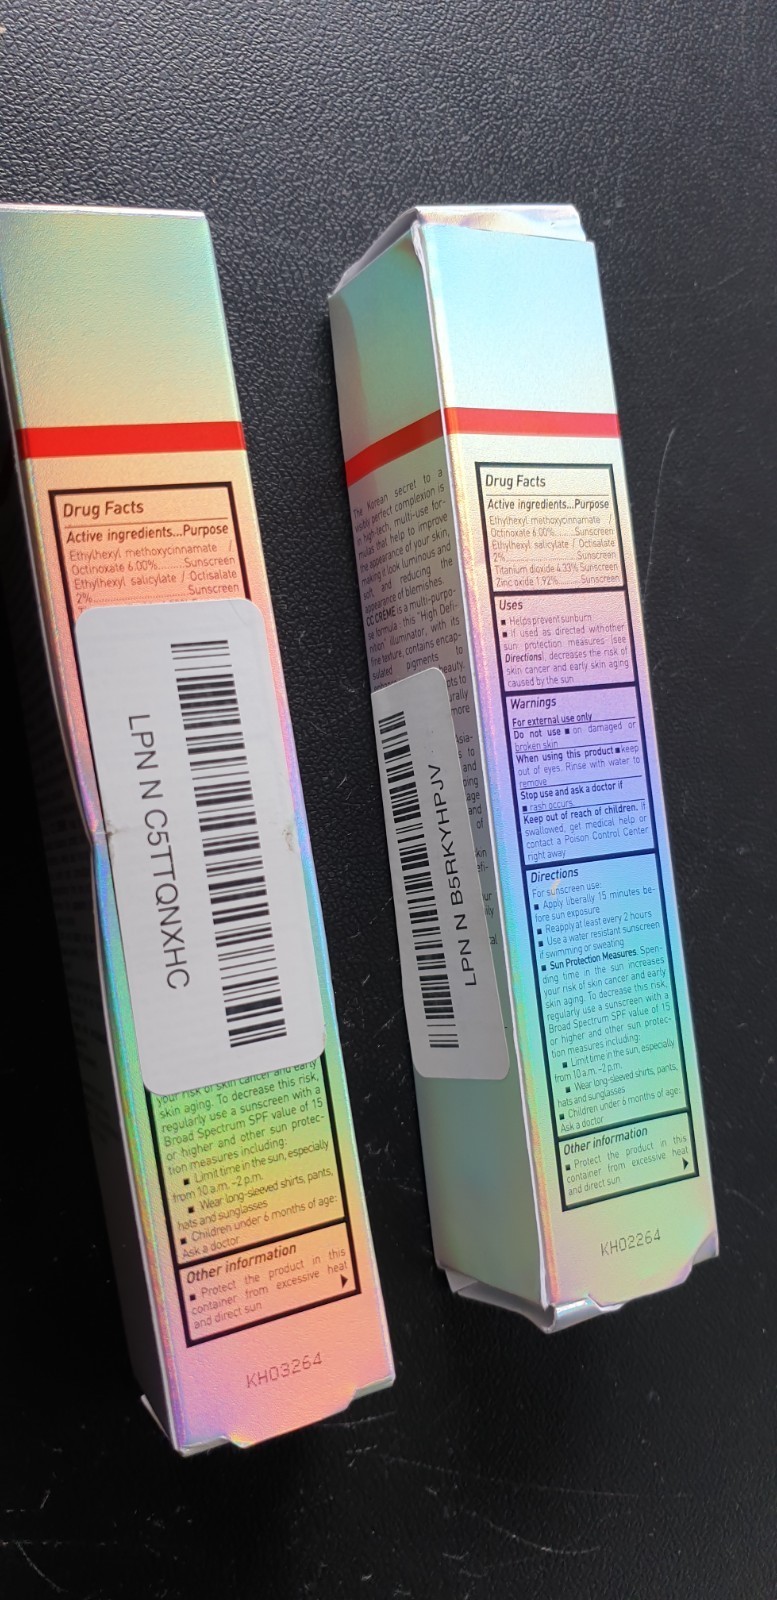 Drug Facts
Active ingredients...Purpose
Ethylhexyl methoxycinnamate /
Octinoxate 6.00%........Sunscreen
Ethylhexyl salicylate / Octisalate
2%........................Sunscreen
LPN N C5TTQNXHC
your risk of skin cancer and early
skin aging. To decrease this risk,
regularly use a sunscreen with a
Broad Spectrum SPF value of 15
or higher and other sun protec-
tion measures including:
■ Limit time in the sun, especially
from 10 a.m. -2 p.m.
■ Wear long-sleeved shirts, pants,
hats and sunglasses
■ Children under 6 months of age:
Ask a doctor
Other information
■ Protect the product in this
container from excessive heat
and direct sun
KH03264
The Korean secret to a
visibly perfect complexion is
in high-tech, multi-use for-
mulas that help to improve
the appearance of your skin,
making it look luminous and
soft and reducing the
appearance of blemishes.
CC CRÈME is a multi-purpo-
se formula - this "High Defi-
nition" illuminator, with its
fine texture, contains encap-
sulated pigments to
beauty.
more
and
of
LPN N B5RKYHPJV
Drug Facts
Active ingredients...Purpose
Ethylhexyl methoxycinnamate /
Octinoxate 6.00%........Sunscreen
Ethylhexyl salicylate / Octisalate
2%........................Sunscreen
Titanium dioxide 4.33% Sunscreen
Zinc oxide 1.92%..........Sunscreen
Uses
■ Helps prevent sunburn
■ If used as directed with other
sun protection measures (see
Directions), decreases the risk of
skin cancer and early skin aging
caused by the sun
Warnings
For external use only
Do not use ■ on damaged or
broken skin
When using this product ■ keep
out of eyes. Rinse with water to
remove
Stop use and ask a doctor if
■ rash occurs
Keep out of reach of children. If
swallowed, get medical help or
contact a Poison Control Center
right away
Directions
For sunscreen use:
■ Apply liberally 15 minutes be-
fore sun exposure
■ Reapply at least every 2 hours
■ Use a water resistant sunscreen
if swimming or sweating
■ Sun Protection Measures. Spen-
ding time in the sun increases
your risk of skin cancer and early
skin aging. To decrease this risk,
regularly use a sunscreen with a
Broad Spectrum SPF value of 15
or higher and other sun protec-
tion measures including:
■ Limit time in the sun, especially
from 10 a.m. -2 p.m.
■ Wear long-sleeved shirts, pants,
hats and sunglasses
■ Children under 6 months of age:
Ask a doctor
Other information
■ Protect the product in this
container from excessive heat
and direct sun
KH02264